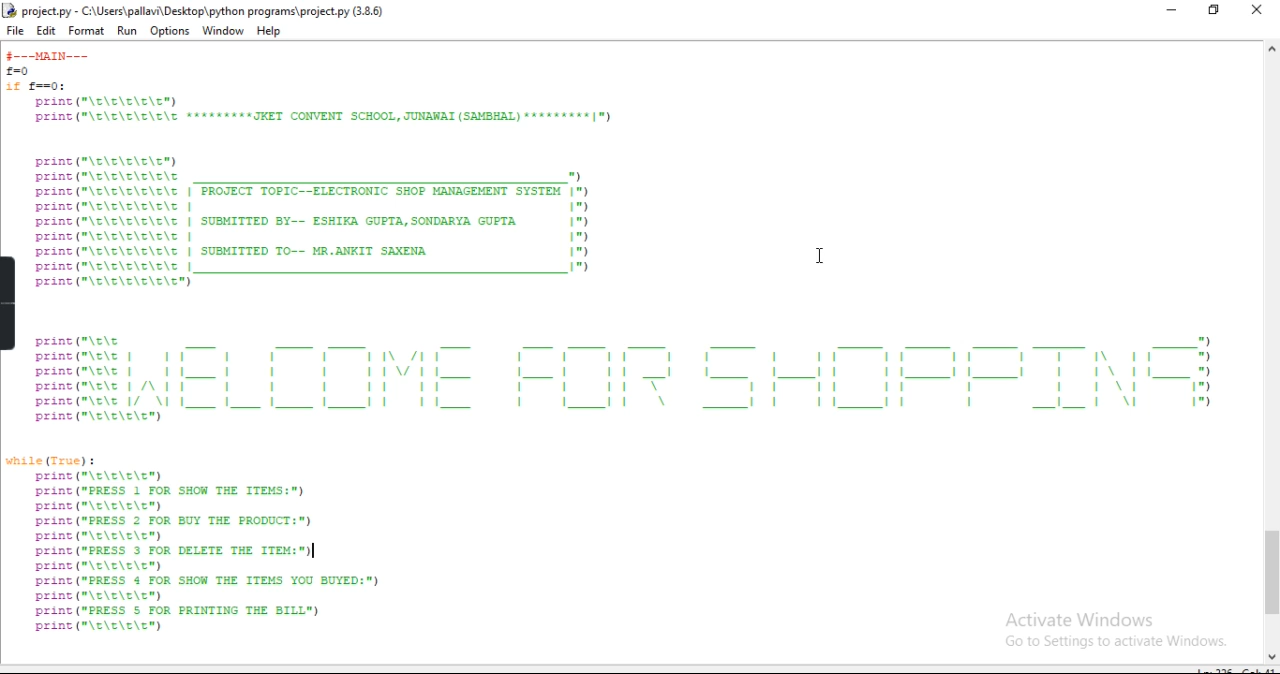 project.py - C:\Users\pallavi\Desktop\python programs\project.py (3.8.6)
File Edit Format Run Options Window Help
#---MAIN---
f=0
if f==0:
    print("\t\t\t\t\t")
    print("\t\t\t\t\t\t *********JKET CONVENT SCHOOL,JUNAWAI(SAMBHAL)*********|")
    print("\t\t\t\t\t")
    print("\t\t\t\t\t\t  __________________________________________________")
    print("\t\t\t\t\t\t | PROJECT TOPIC--ELECTRONIC SHOP MANAGEMENT SYSTEM |")
    print("\t\t\t\t\t\t |                                                  |")
    print("\t\t\t\t\t\t | SUBMITTED BY-- ESHIKA GUPTA,SONDARYA GUPTA       |")
    print("\t\t\t\t\t\t |                                                  |")
    print("\t\t\t\t\t\t | SUBMITTED TO-- MR.ANKIT SAXENA                   |")
    print("\t\t\t\t\t\t |__________________________________________________|")
    print("\t\t\t\t\t\t")
WELCOME FOR SHOPPING
    print("\t\t\t\t")
while(True):
    print("\t\t\t\t")
    print("PRESS 1 FOR SHOW THE ITEMS:")
    print("\t\t\t\t")
    print("PRESS 2 FOR BUY THE PRODUCT:")
    print("\t\t\t\t")
    print("PRESS 3 FOR DELETE THE ITEM:")
    print("\t\t\t\t")
    print("PRESS 4 FOR SHOW THE ITEMS YOU BUYED:")
    print("\t\t\t\t")
    print("PRESS 5 FOR PRINTING THE BILL")
    print("\t\t\t\t")
Activate Windows
Go to Settings to activate Windows.